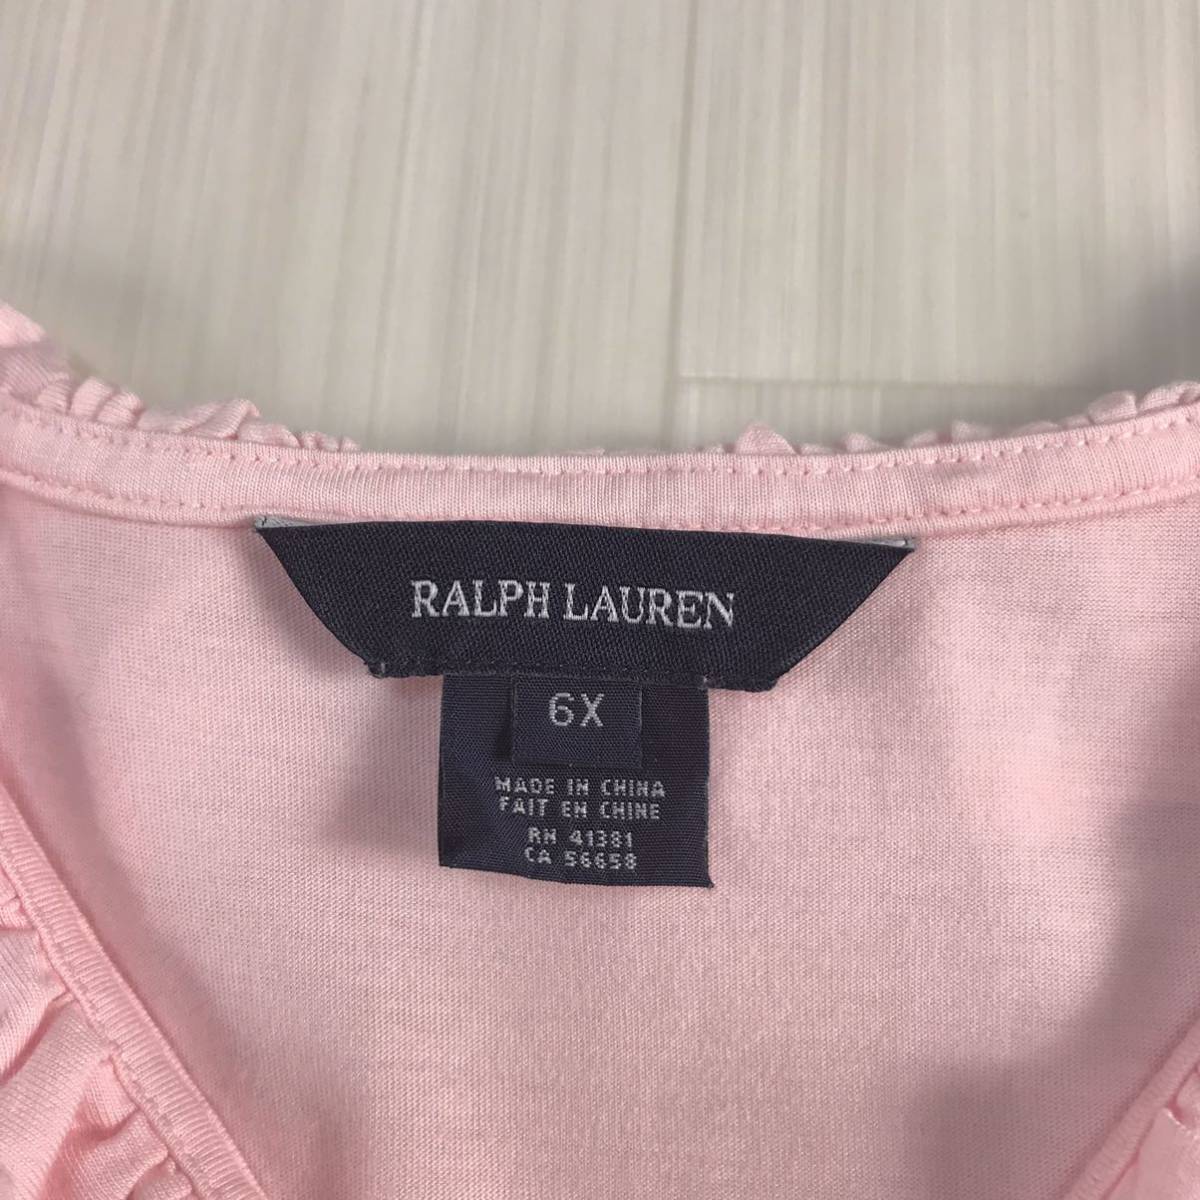 RALPH LAUREN
6X
MADE IN CHINA
FAIT EN CHINE
RN 41381
CA 56658